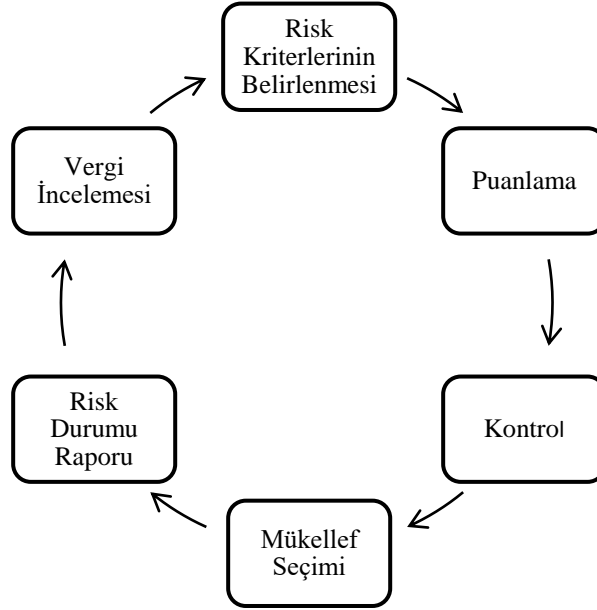 Risk
Kriterlerinin
Belirlenmesi
Puanlama
Kontrol
Mükellef
Seçimi
Risk
Durumu
Raporu
Vergi
İncelemesi